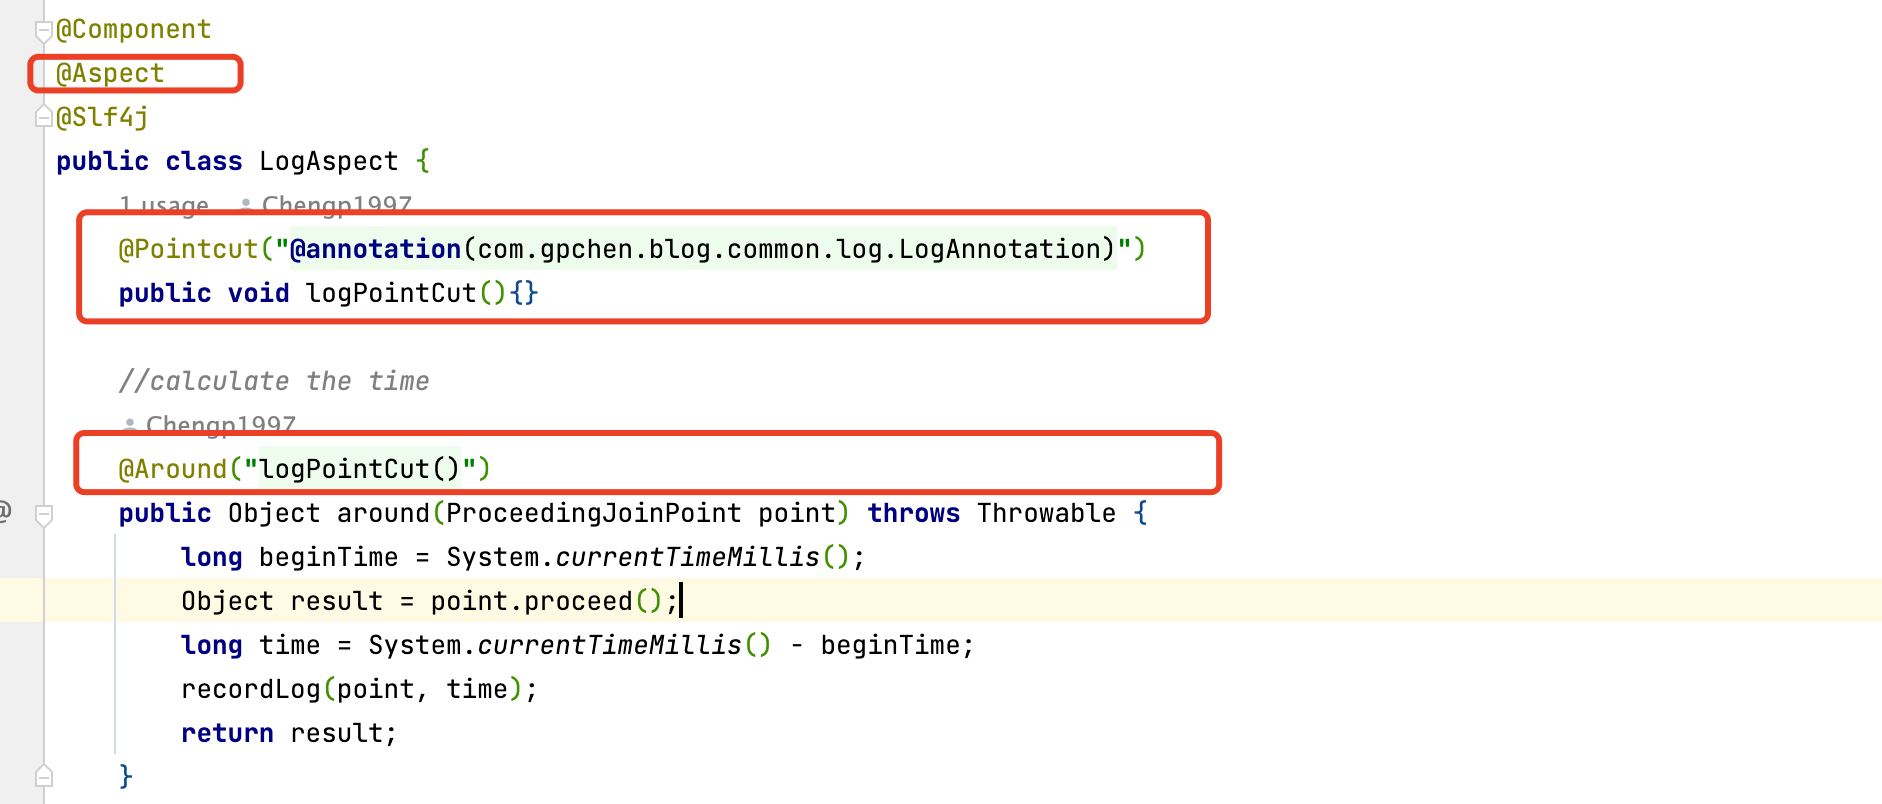 @Component
@Aspect
@Slf4j
public class LogAspect {
1 usage Chengp1997
@Pointcut("@annotation(com.gpchen.blog.common.log.LogAnnotation)")
public void logPointCut(){}
//calculate the time
Chengp1997
@Around("logPointCut()")
@
public Object around(ProceedingJoinPoint point) throws Throwable {
long beginTime = System.currentTimeMillis();
Object result = point.proceed();
long time = System.currentTimeMillis() - beginTime;
recordLog(point, time);
return result;
}